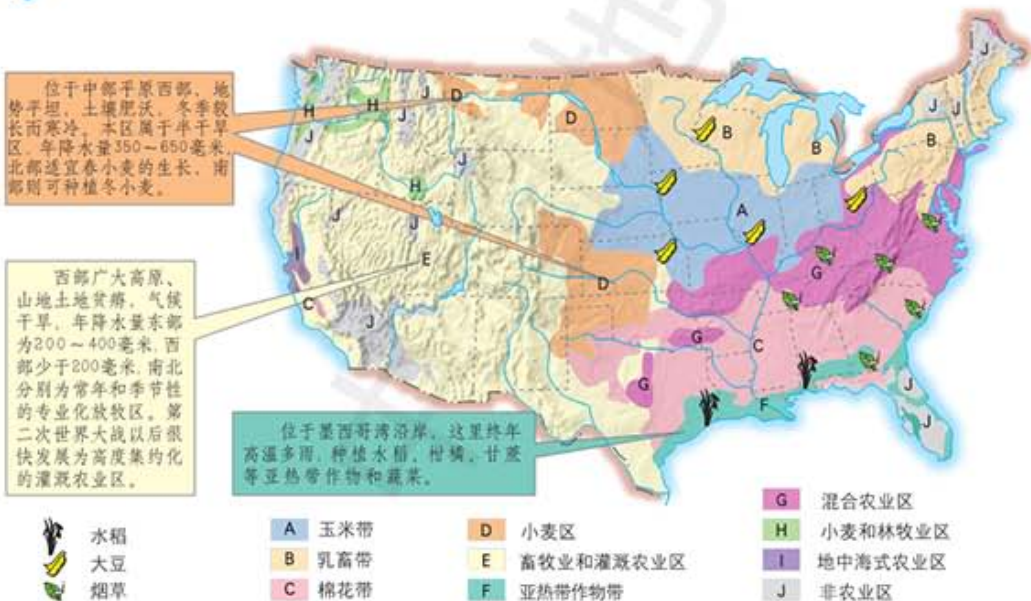 位于中部平原西部，地
势平坦，土壤肥沃，冬季较
长而寒冷，本区属于半干旱
区，年降水量350～650毫米，
北部适宜春小麦的生长，南
部则可种植冬小麦。
西部广大高原、
山地土地贫瘠，气候
干旱，年降水量东部
为200～400毫米，西
部少于200毫米，南北
分别为常年和季节性
的专业化放牧区。第
二次世界大战以后很
快发展为高度集约化
的灌溉农业区。
位于墨西哥湾沿岸，这里终年
高温多雨，种植水稻、柑橘、甘蔗
等亚热带作物和蔬菜。
H
J
H
J
J
D
D
J
H
J
J
I
C
E
J
D
B
B
A
G
G
G
C
F
B
J
J
J
J
J
水稻
大豆
烟草
A 玉米带
B 乳畜带
C 棉花带
D 小麦区
E 畜牧业和灌溉农业区
F 亚热带作物带
G 混合农业区
H 小麦和林牧业区
I 地中海式农业区
J 非农业区